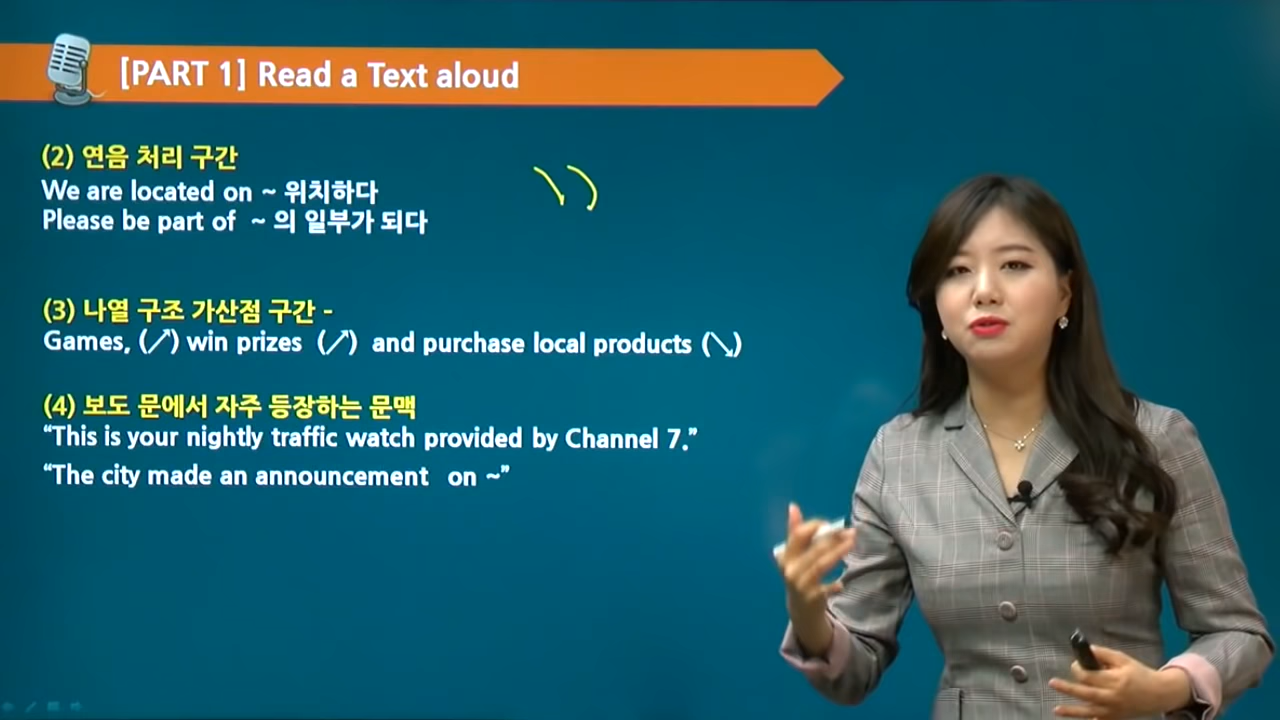 [PART 1] Read a Text aloud
(2) 연음 처리 구간
We are located on ~ 위치하다
Please be part of ~ 의 일부가 되다
(3) 나열 구조 가산점 구간 -
Games, (↗) win prizes (↗) and purchase local products (↘)
(4) 보도 문에서 자주 등장하는 문맥
“This is your nightly traffic watch provided by Channel 7.”
“The city made an announcement on ~”